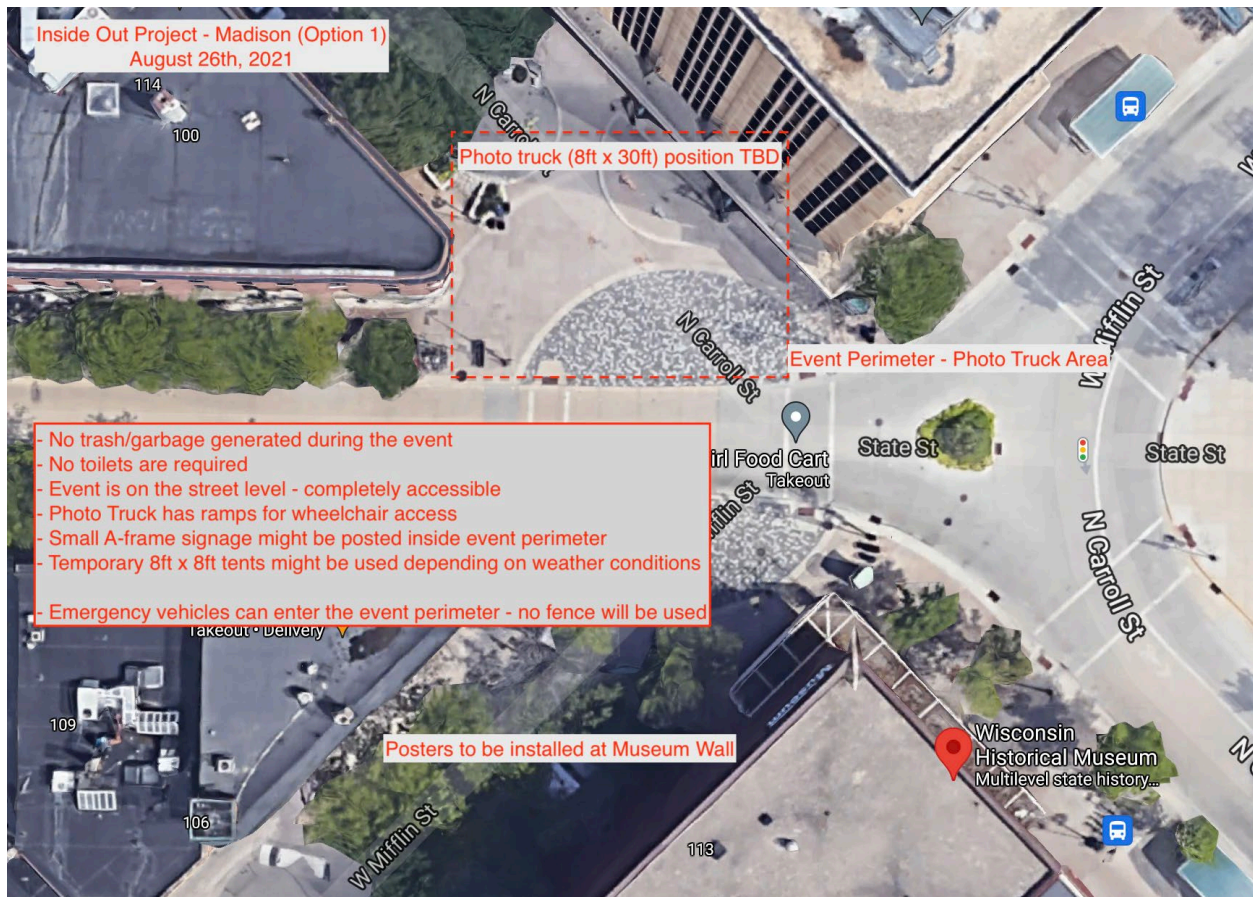 Inside Out Project - Madison (Option 1)
August 26th, 2021
114
100
N Carroll
Photo truck (8ft x 30ft) position TBD
N Carroll St
Event Perimeter - Photo Truck Area
W Mifflin St
- No trash/garbage generated during the event
- No toilets are required
- Event is on the street level - completely accessible
- Photo Truck has ramps for wheelchair access
- Small A-frame signage might be posted inside event perimeter
- Temporary 8ft x 8ft tents might be used depending on weather conditions
- Emergency vehicles can enter the event perimeter - no fence will be used
Food Cart
Takeout
State St
State St
St
N Carroll St
Takeout • Delivery
Museum
109
Posters to be installed at Museum Wall
Wisconsin
Historical Museum
Multilevel state history...
106
W Mifflin St
113